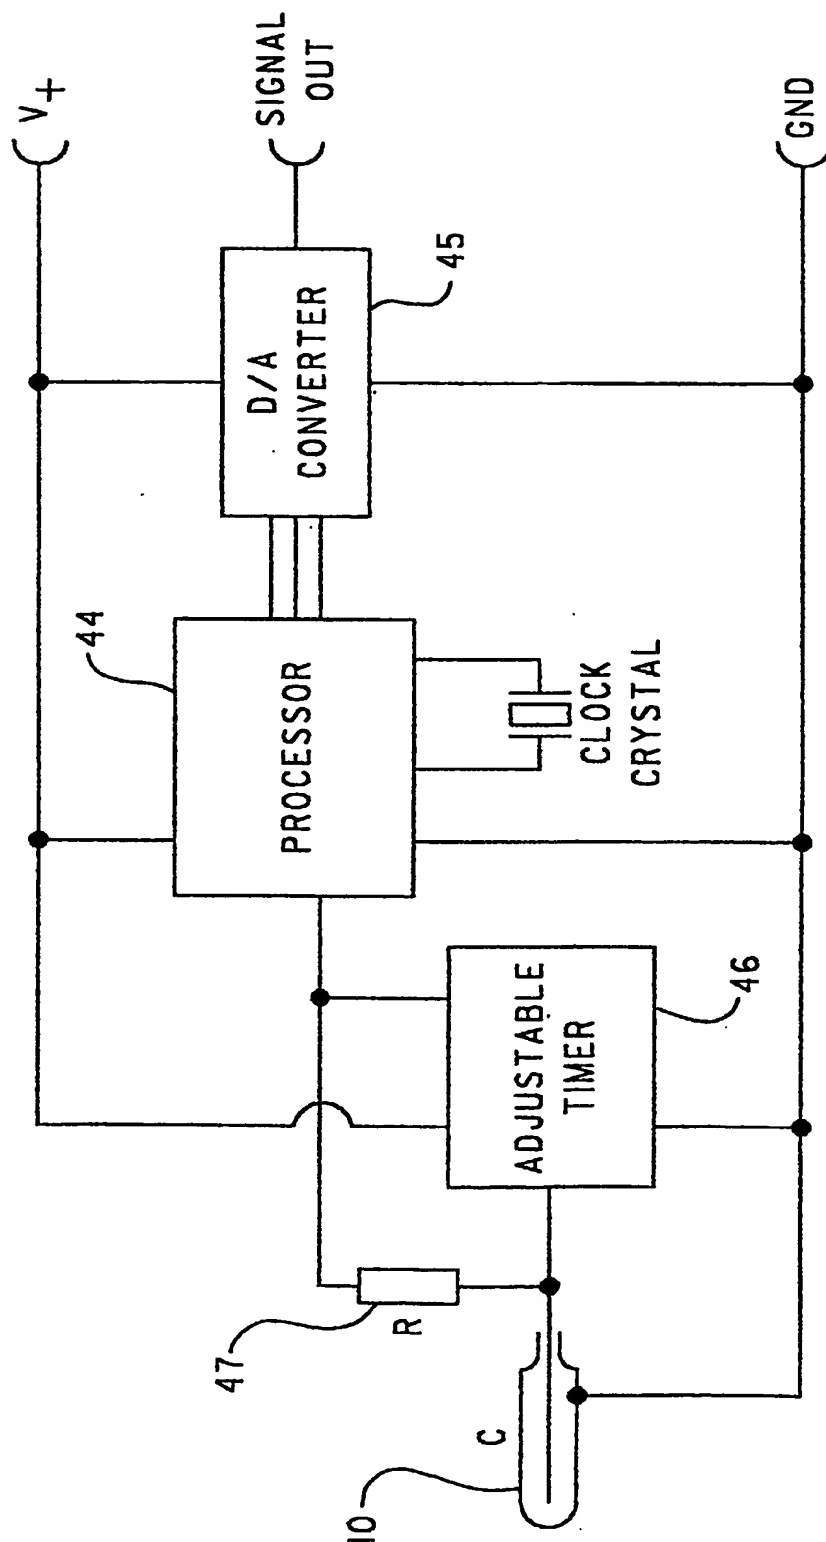 V+
SIGNAL
OUT
GND
45
D/A
CONVERTER
44
PROCESSOR
CLOCK
CRYSTAL
46
ADJUSTABLE
TIMER
47
R
C
10